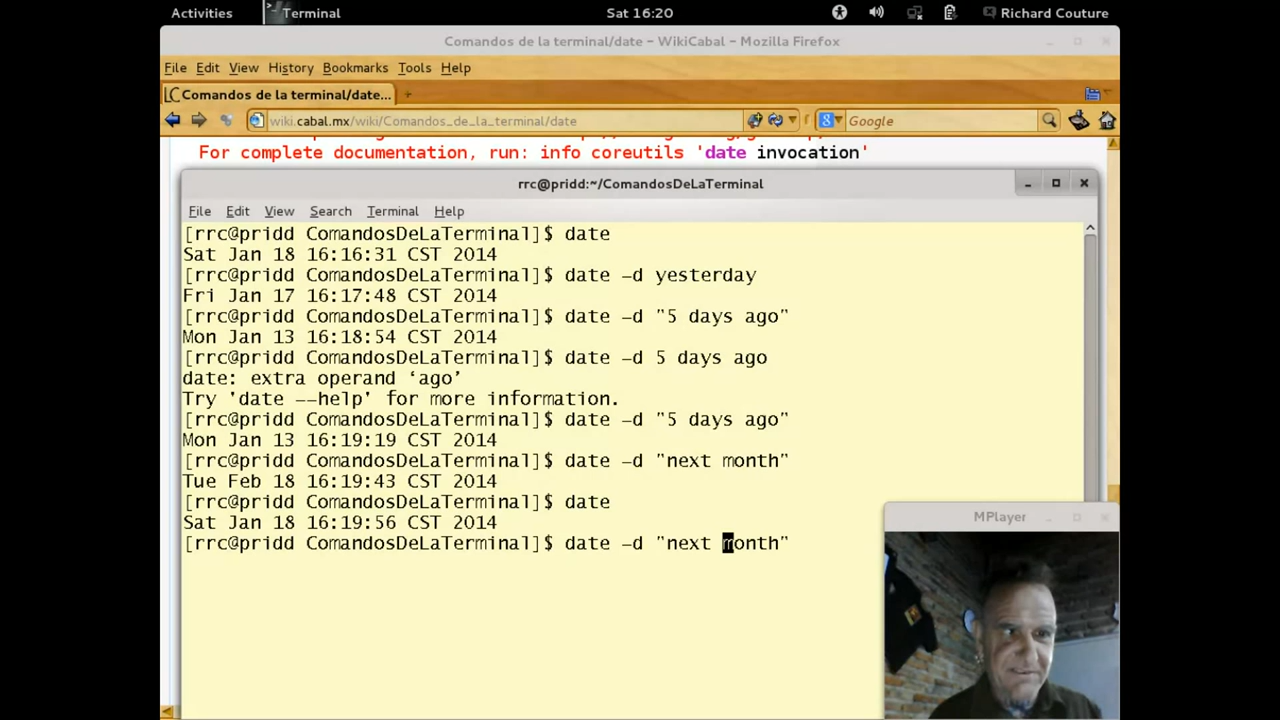 Activities Terminal Sat 16:20 Richard Couture
Comandos de la terminal/date – WikiCabal – Mozilla Firefox
File Edit View History Bookmarks Tools Help
Comandos de la terminal/date...
wiki.cabal.mx/wiki/Comandos_de_la_terminal/date Google
For complete documentation, run: info coreutils 'date invocation'
rrc@pridd:~/ComandosDeLaTerminal
File Edit View Search Terminal Help
[rrc@pridd ComandosDeLaTerminal]$ date
Sat Jan 18 16:16:31 CST 2014
[rrc@pridd ComandosDeLaTerminal]$ date -d yesterday
Fri Jan 17 16:17:48 CST 2014
[rrc@pridd ComandosDeLaTerminal]$ date -d "5 days ago"
Mon Jan 13 16:18:54 CST 2014
[rrc@pridd ComandosDeLaTerminal]$ date -d 5 days ago
date: extra operand ‘ago’
Try 'date --help' for more information.
[rrc@pridd ComandosDeLaTerminal]$ date -d "5 days ago"
Mon Jan 13 16:19:19 CST 2014
[rrc@pridd ComandosDeLaTerminal]$ date -d "next month"
Tue Feb 18 16:19:43 CST 2014
[rrc@pridd ComandosDeLaTerminal]$ date
Sat Jan 18 16:19:56 CST 2014
[rrc@pridd ComandosDeLaTerminal]$ date -d "next month"
MPlayer